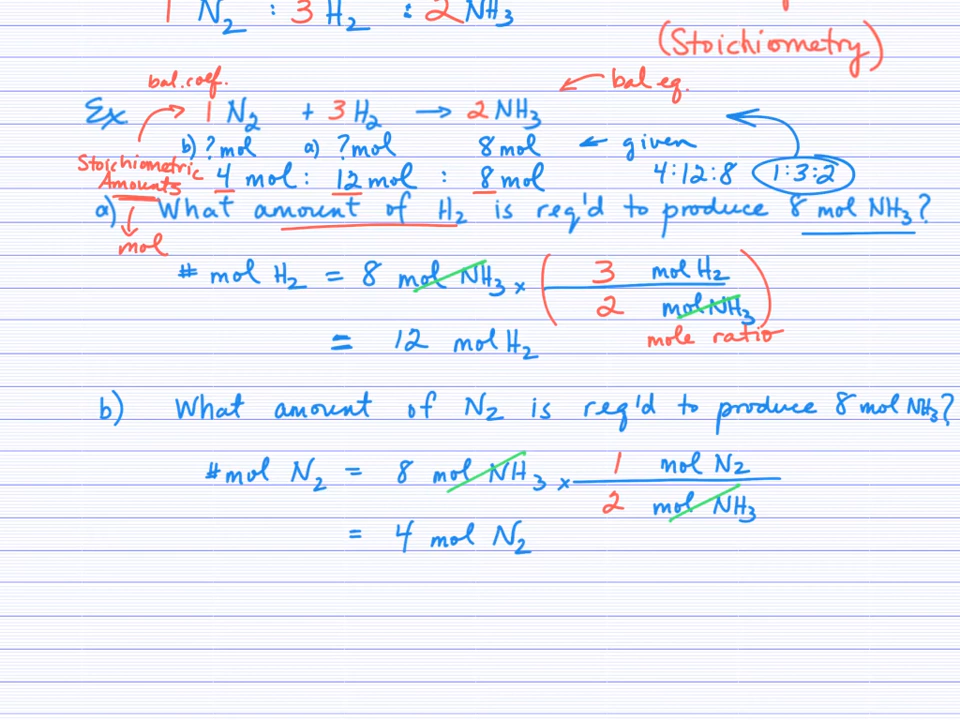 1 N2 : 3 H2 : 2 NH3
(Stoichiometry)
bal. coef.
bal eq.
Ex 1 N2 + 3 H2 → 2 NH3
b) ? mol a) ? mol 8 mol ← given
Stoichiometric Amounts 4 mol : 12 mol : 8 mol 4:12:8 1:3:2
a) What amount of H2 is req'd to produce 8 mol NH3?
mol
# mol H2 = 8 mol NH3 × ( 3 mol H2
2 mol NH3 )
= 12 mol H2 mole ratio
b) What amount of N2 is req'd to produce 8 mol NH3?
# mol N2 = 8 mol NH3 × 1 mol N2
2 mol NH3
= 4 mol N2